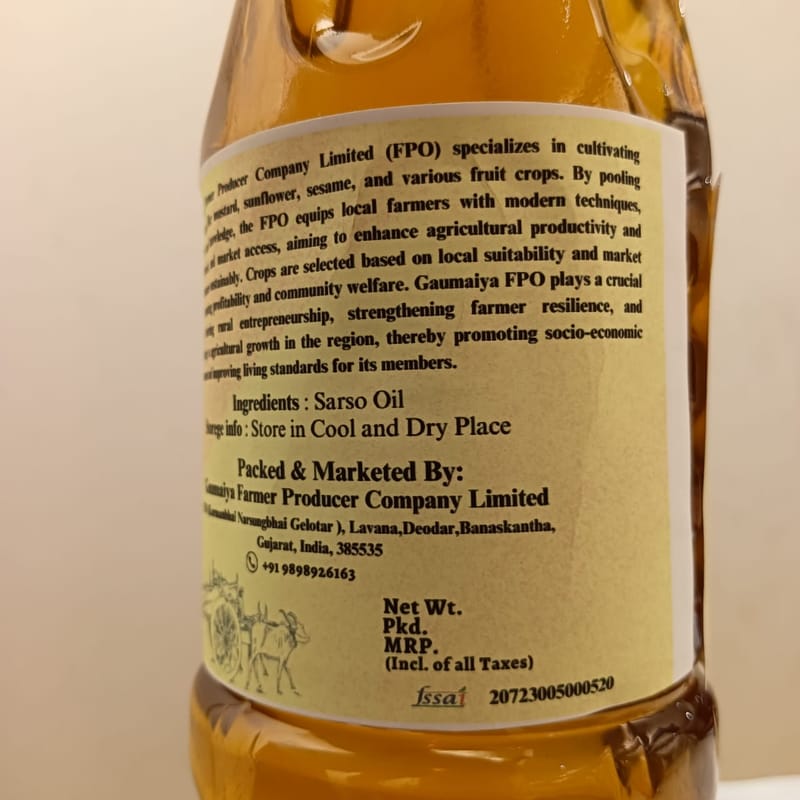 Producer Company Limited (FPO) specializes in cultivating
mustard, sunflower, sesame, and various fruit crops. By pooling
the FPO equips local farmers with modern techniques,
market access, aiming to enhance agricultural productivity and
sustainably. Crops are selected based on local suitability and market
profitability and community welfare. Gaumaiya FPO plays a crucial
rural entrepreneurship, strengthening farmer resilience, and
agricultural growth in the region, thereby promoting socio-economic
improving living standards for its members.
Ingredients : Sarso Oil
info : Store in Cool and Dry Place
Packed & Marketed By:
Gaumaiya Farmer Producer Company Limited
Narsungbhai Gelotar ), Lavana,Deodar,Banaskantha,
Gujarat, India, 385535
+91 9898926163
Net Wt.
Pkd.
MRP.
(Incl. of all Taxes)
fssai 20723005000520